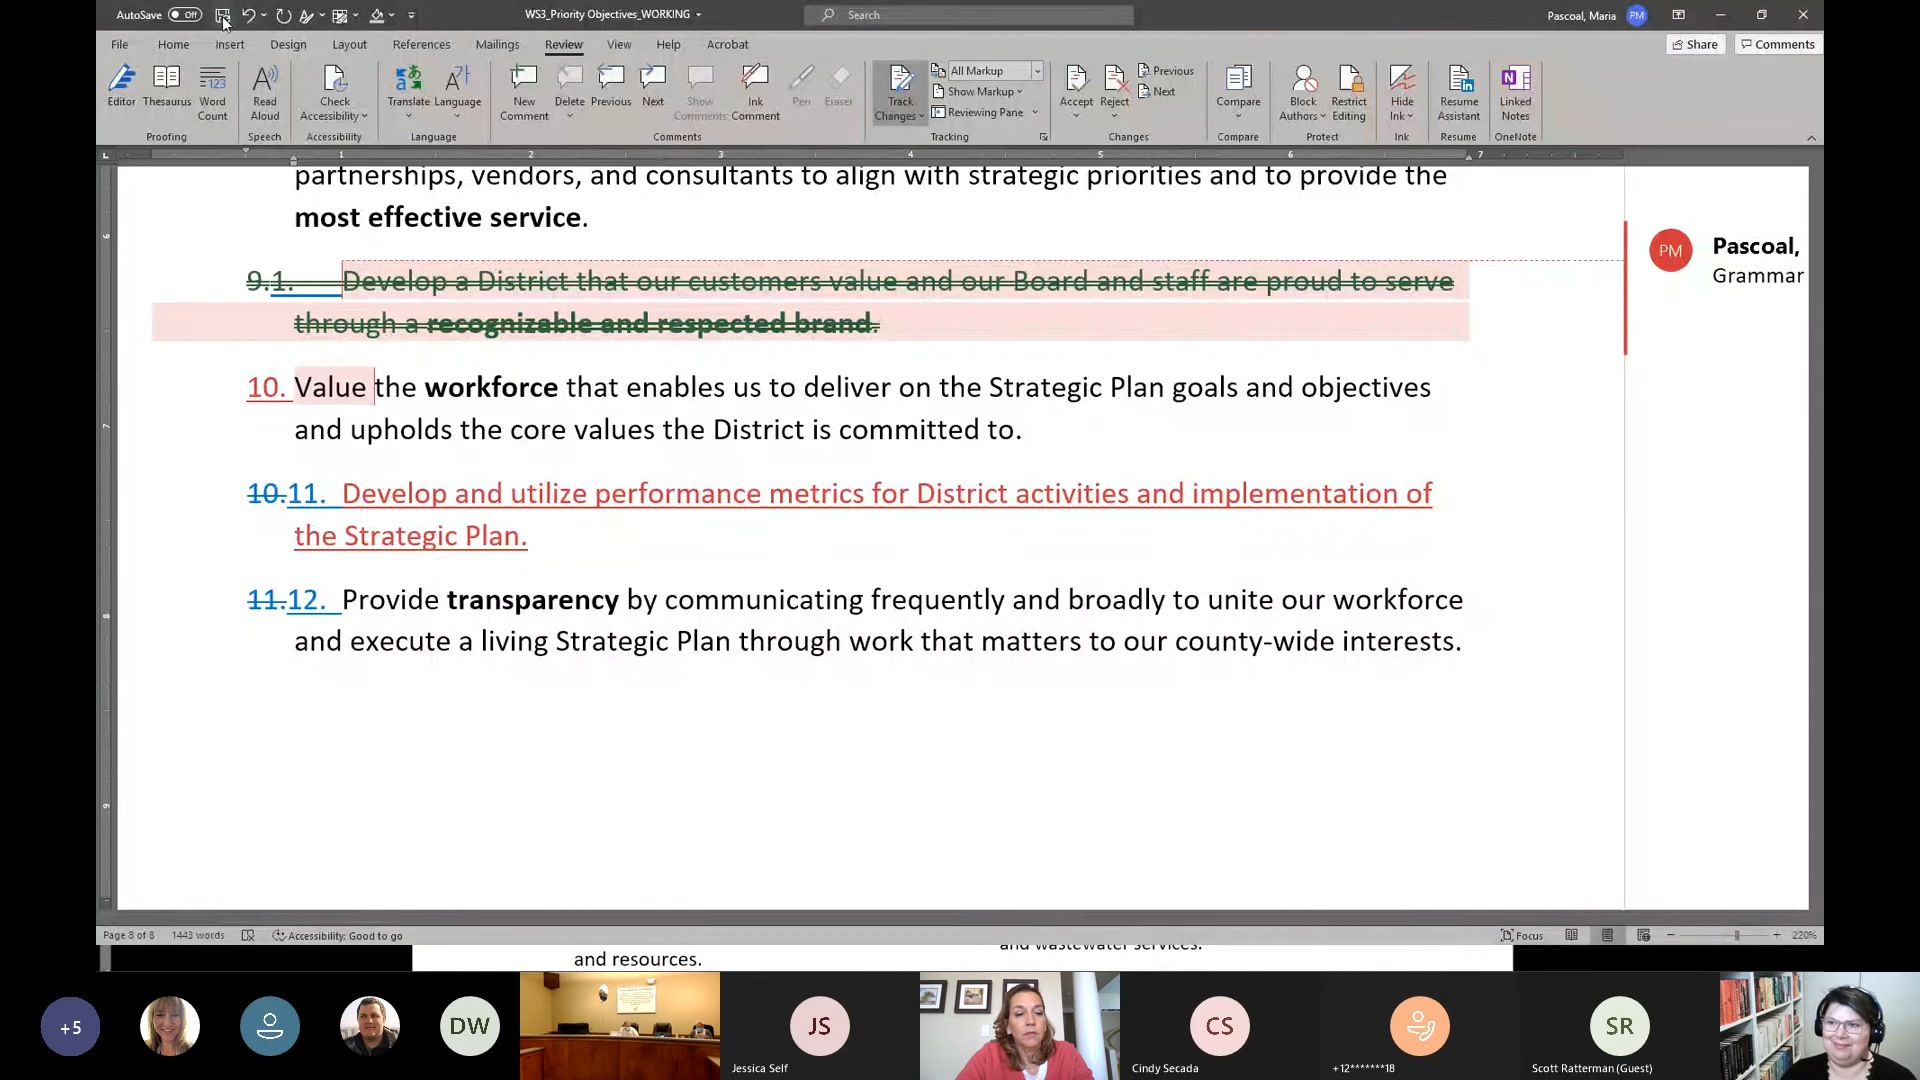 AutoSave Off WS3_Priority Objectives_WORKING Search Pascoal, Maria PM
File Home Insert Design Layout References Mailings Review View Help Acrobat Share Comments
Editor Thesaurus Word Count Read Aloud Check Accessibility Translate Language New Comment Delete Previous Next Show Comments Ink Comment Pen Eraser Track Changes All Markup Show Markup Reviewing Pane Accept Reject Previous Next Compare Block Authors Restrict Editing Hide Ink Resume Assistant Linked Notes
Proofing Speech Accessibility Language Comments Tracking Changes Compare Protect Ink Resume OneNote
1 2 3 4 5 6 7
partnerships, vendors, and consultants to align with strategic priorities and to provide the
most effective service.
9.1. Develop a District that our customers value and our Board and staff are proud to serve
through a recognizable and respected brand.
PM Pascoal,
Grammar
10. Value the workforce that enables us to deliver on the Strategic Plan goals and objectives
and upholds the core values the District is committed to.
10.11. Develop and utilize performance metrics for District activities and implementation of
the Strategic Plan.
11.12. Provide transparency by communicating frequently and broadly to unite our workforce
and execute a living Strategic Plan through work that matters to our county-wide interests.
Page 8 of 8 1443 words Accessibility: Good to go Focus 220%
and wastewater services.
and resources.
+5 DW JS CS SR
Jessica Self Cindy Secada +12*******18 Scott Ratterman (Guest)